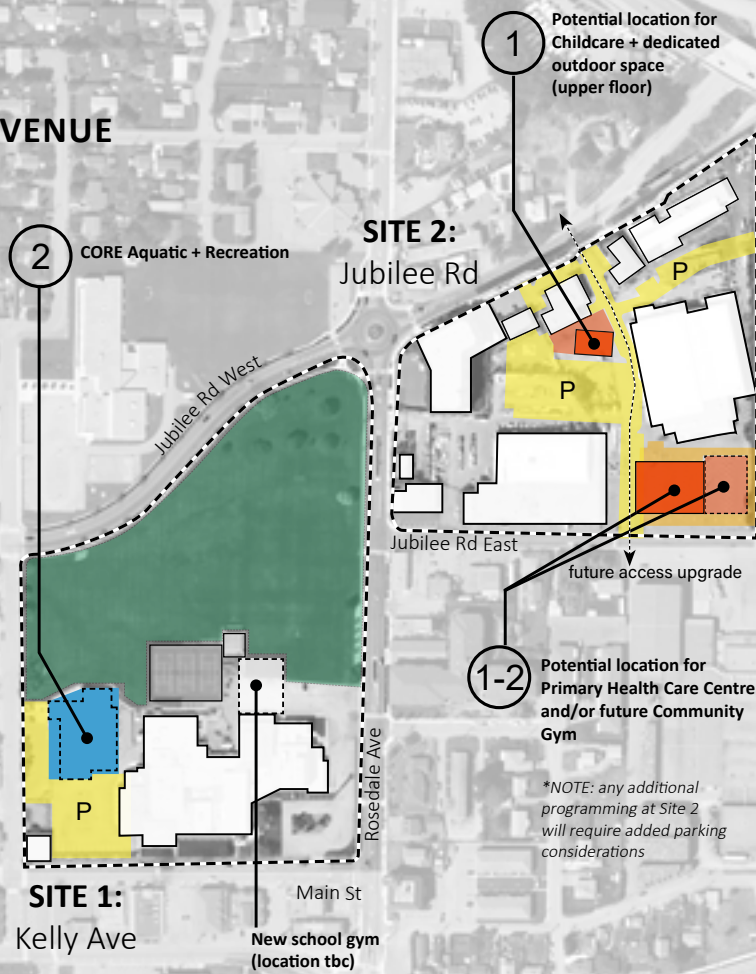 1
Potential location for
Childcare + dedicated
outdoor space
(upper floor)
VENUE
2
CORE Aquatic + Recreation
SITE 2:
Jubilee Rd
P
P
Jubilee Rd West
Jubilee Rd East
future access upgrade
1-2
Potential location for
Primary Health Care Centre
and/or future Community
Gym
*NOTE: any additional
programming at Site 2
will require added parking
considerations
Rosedale Ave
P
SITE 1:
Kelly Ave
Main St
New school gym
(location tbc)